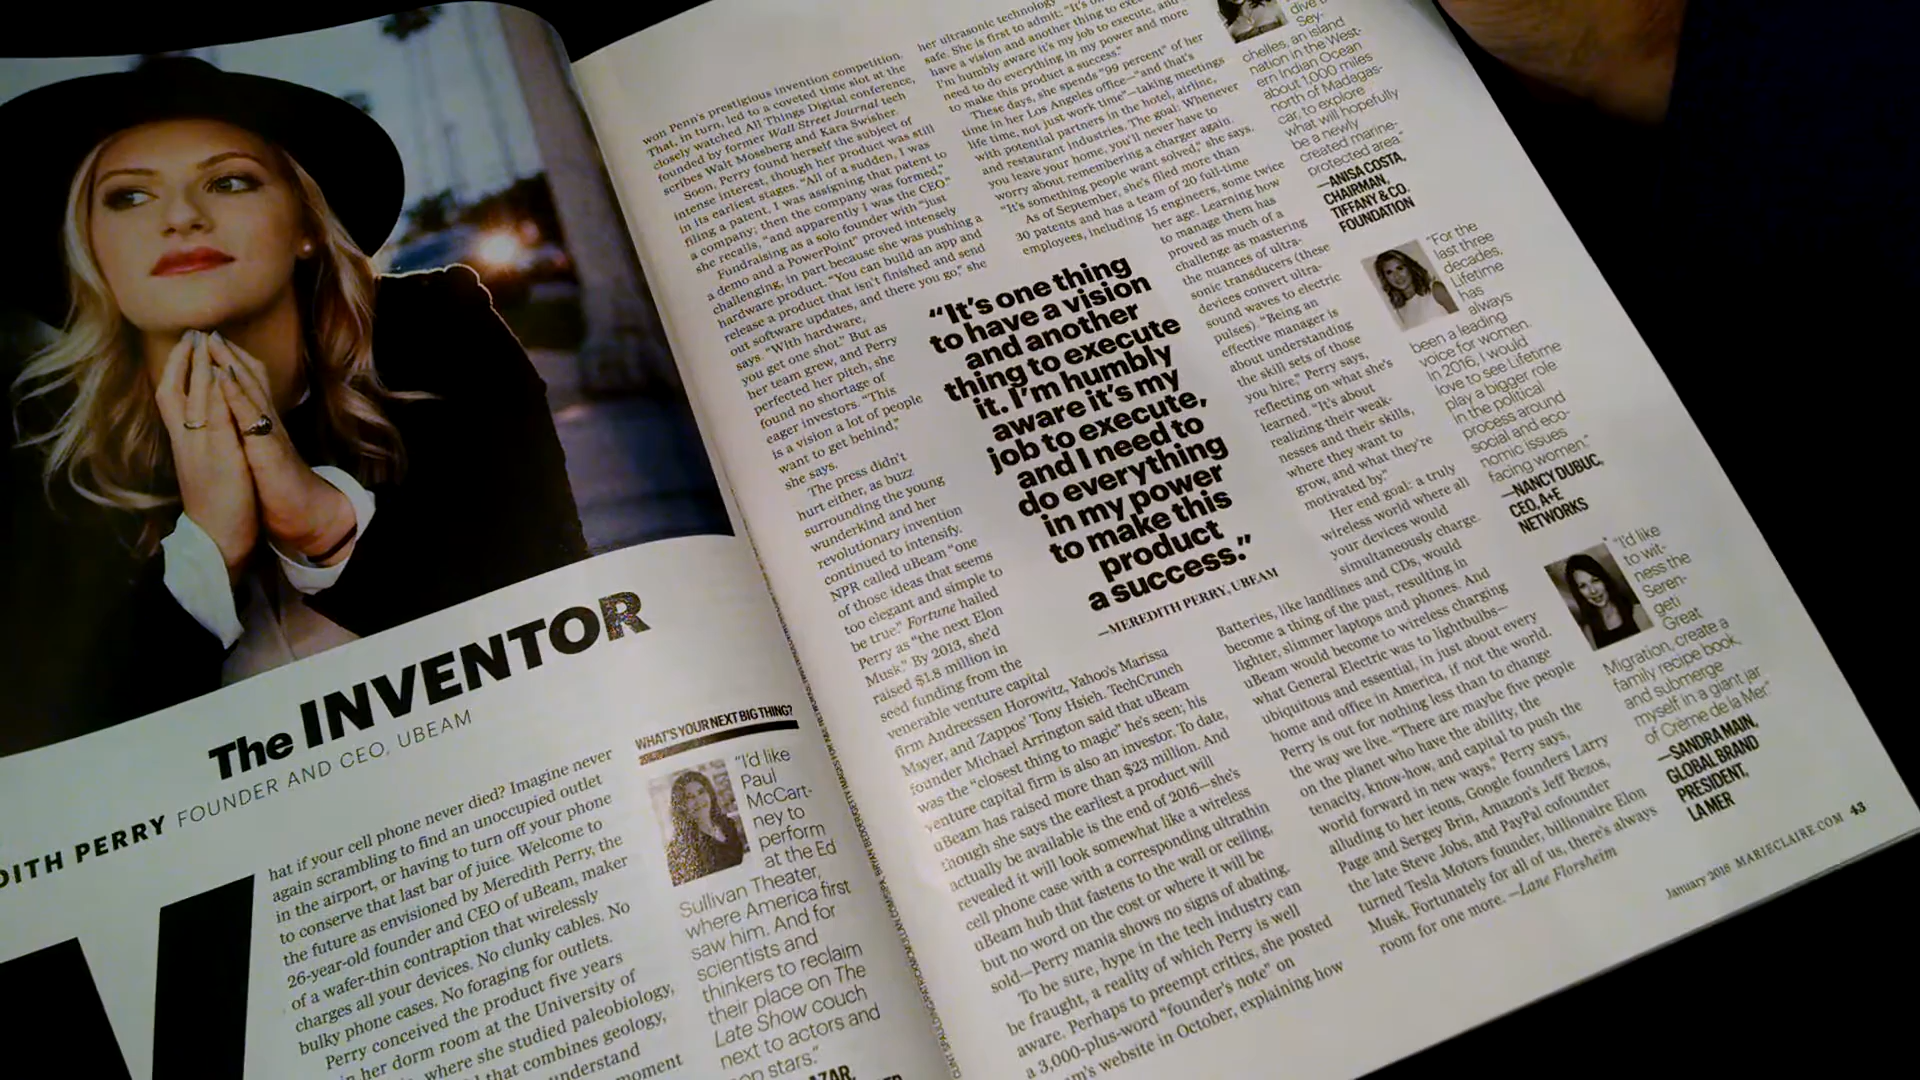 The INVENTOR
DITH PERRY FOUNDER AND CEO, UBEAM
hat if your cell phone never died? Imagine never
again scrambling to find an unoccupied outlet
in the airport, or having to turn off your phone
to conserve that last bar of juice. Welcome to
the future as envisioned by Meredith Perry, the
26-year-old founder and CEO of uBeam, maker
of a wafer-thin contraption that wirelessly
charges all your devices. No clunky cables. No
bulky phone cases. No foraging for outlets.
Perry conceived the product five years
in her dorm room at the University of
where she studied paleobiology,
that combines geology,
understand
moment
WHAT'S YOUR NEXT BIG THING?
"I'd like
Paul
McCart-
ney to
perform
at the Ed
Sullivan Theater,
where America first
saw him. And for
scientists and
thinkers to reclaim
their place on The
Late Show couch
next to actors and
pop stars."
AZAR,
won Penn's prestigious invention competition.
That, in turn, led to a coveted time slot at the
closely watched All Things Digital conference,
founded by former Wall Street Journal tech
scribes Walt Mossberg and Kara Swisher.
Soon, Perry found herself the subject of
intense interest, though her product was still
in its earliest stages. "All of a sudden, I was
filing a patent, I was assigning that patent to
a company; then the company was formed,"
she recalls, "and apparently I was the CEO."
Fundraising as a solo founder with "just
a demo and a PowerPoint" proved intensely
challenging, in part because she was pushing a
hardware product. "You can build an app and
release a product that isn't finished and send
out software updates, and there you go," she
says. "With hardware,
you get one shot." But as
her team grew, and Perry
perfected her pitch, she
found no shortage of
eager investors. "This
is a vision a lot of people
want to get behind,"
she says.
The press didn't
hurt either, as buzz
surrounding the young
wunderkind and her
revolutionary invention
continued to intensify.
NPR called uBeam "one
of those ideas that seems
too elegant and simple to
be true." Fortune hailed
Perry as "the next Elon
Musk." By 2013, she'd
raised $1.8 million in
seed funding from the
venerable venture capital
firm Andreessen Horowitz, Yahoo's Marissa
Mayer, and Zappos' Tony Hsieh. TechCrunch
founder Michael Arrington said that uBeam
was the "closest thing to magic" he's seen; his
venture capital firm is also an investor. To date,
uBeam has raised more than $23 million. And
though she says the earliest a product will
actually be available is the end of 2016—she's
revealed it will look somewhat like a wireless
cell phone case with a corresponding ultrathin
uBeam hub that fastens to the wall or ceiling,
but no word on the cost or where it will be
sold—Perry mania shows no signs of abating.
To be sure, hype in the tech industry can
be fraught, a reality of which Perry is well
aware. Perhaps to preempt critics, she posted
a 3,000-plus-word "founder's note" on
m's website in October, explaining how
her ultrasonic technology
safe. She is first to admit: "It's
have a vision and another thing to execute
I'm humbly aware it's my job to execute, and
need to do everything in my power and more
to make this product a success."
These days, she spends "99 percent" of her
time in her Los Angeles office—"and that's
life time, not just work time"—taking meetings
with potential partners in the hotel, airline,
and restaurant industries. The goal: Whenever
you leave your home, you'll never have to
worry about remembering a charger again.
"It's something people want solved," she says.
As of September, she's filed more than
30 patents and has a team of 20 full-time
employees, including 15 engineers, some twice
her age. Learning how
to manage them has
proved as much of a
challenge as mastering
the nuances of ultra-
sonic transducers (these
devices convert ultra-
sound waves to electric
pulses). "Being an
effective manager is
about understanding
the skill sets of those
you hire," Perry says,
reflecting on what she's
learned. "It's about
realizing their weak-
nesses and their skills,
where they want to
grow, and what they're
motivated by."
Her end goal: a truly
wireless world where all
your devices would
simultaneously charge.
Batteries, like landlines and CDs, would
become a thing of the past, resulting in
lighter, slimmer laptops and phones. And
uBeam would become to wireless charging
what General Electric was to lightbulbs—
ubiquitous and essential, in just about every
home and office in America, if not the world.
Perry is out for nothing less than to change
the way we live. "There are maybe five people
on the planet who have the ability, the
tenacity, know-how, and capital to push the
world forward in new ways," Perry says,
alluding to her icons, Google founders Larry
Page and Sergey Brin, Amazon's Jeff Bezos,
the late Steve Jobs, and PayPal cofounder
turned Tesla Motors founder, billionaire Elon
Musk. Fortunately for all of us, there's always
room for one more. —Lane Florsheim
"It's one thing
to have a vision
and another
thing to execute
it. I'm humbly
aware it's my
job to execute,
and I need to
do everything
in my power
to make this
product
a success."
—MEREDITH PERRY, UBEAM
dive
Sey-
chelles, an island
nation in the West-
ern Indian Ocean
about 1,000 miles
north of Madagas-
car, to explore
what will hopefully
be a newly
created marine-
protected area."
—ANISA COSTA,
CHAIRMAN,
TIFFANY & CO.
FOUNDATION
"For the
last three
decades,
Lifetime
has
always
been a leading
voice for women.
In 2016, I would
love to see Lifetime
play a bigger role
in the political
process around
social and eco-
nomic issues
facing women."
—NANCY DUBUC,
CEO, A+E
NETWORKS
"I'd like
to wit-
ness the
Seren-
geti
Great
Migration, create a
family recipe book,
and submerge
myself in a giant jar
of Crème de la Mer."
—SANDRA MAIN,
GLOBAL BRAND
PRESIDENT,
LA MER
January 2016 MARIECLAIRE.COM 43